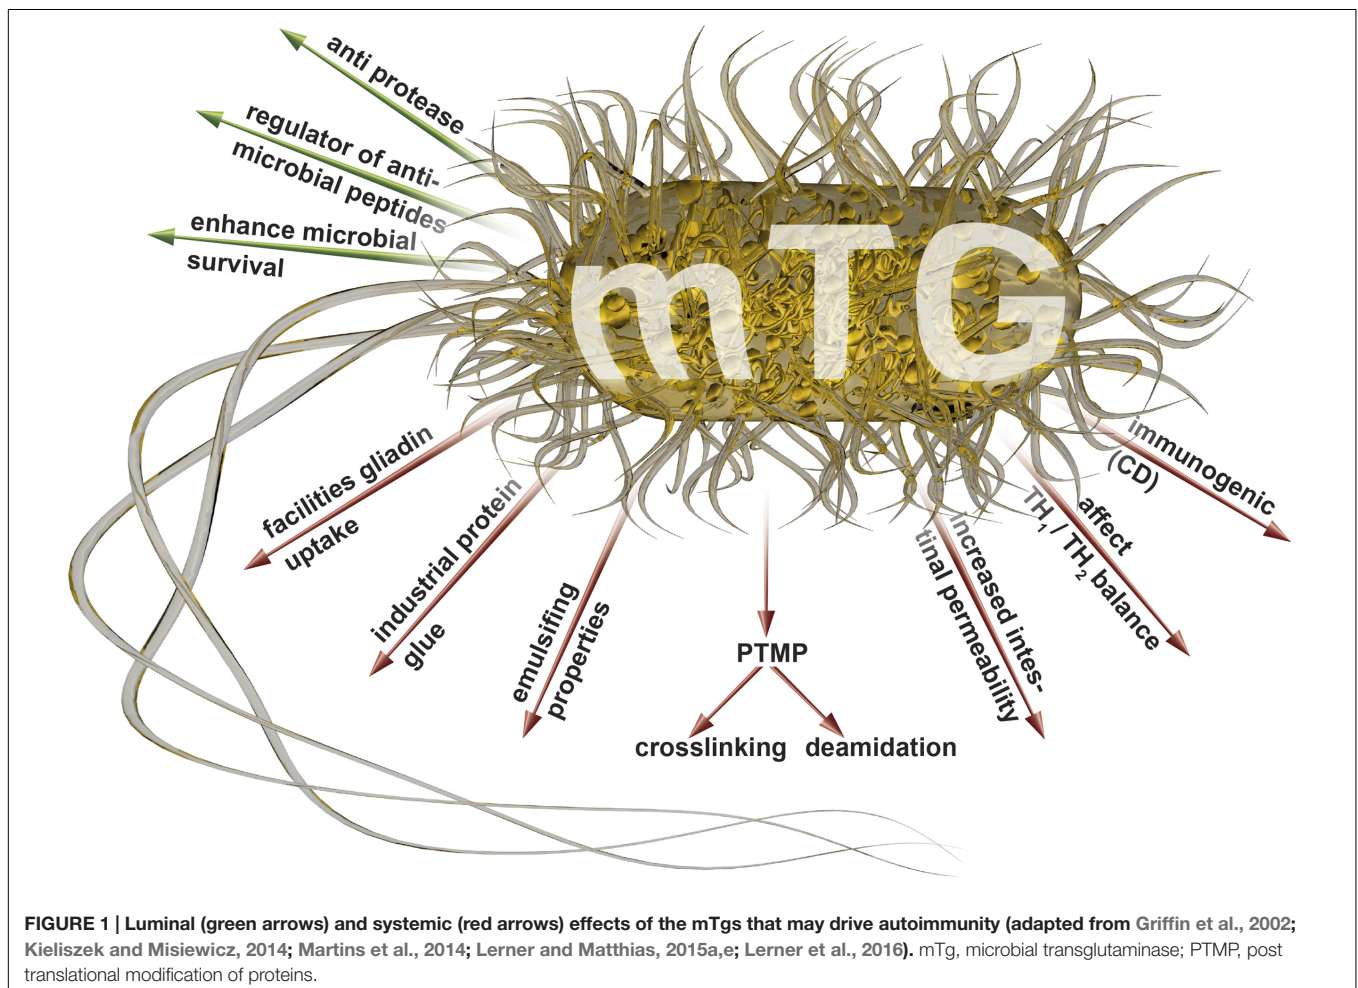 anti protease
regulator of anti-
microbial peptides
enhance microbial
survival
mTG
facilities gliadin
uptake
industrial protein
glue
emulsifing
properties
PTMP
crosslinking deamidation
increased intes-
tinal permeability
affect
TH1 / TH2 balance
immunogenic
(CD)
FIGURE 1 | Luminal (green arrows) and systemic (red arrows) effects of the mTgs that may drive autoimmunity (adapted from Griffin et al., 2002;
Kieliszek and Misiewicz, 2014; Martins et al., 2014; Lerner and Matthias, 2015a,e; Lerner et al., 2016). mTg, microbial transglutaminase; PTMP, post
translational modification of proteins.